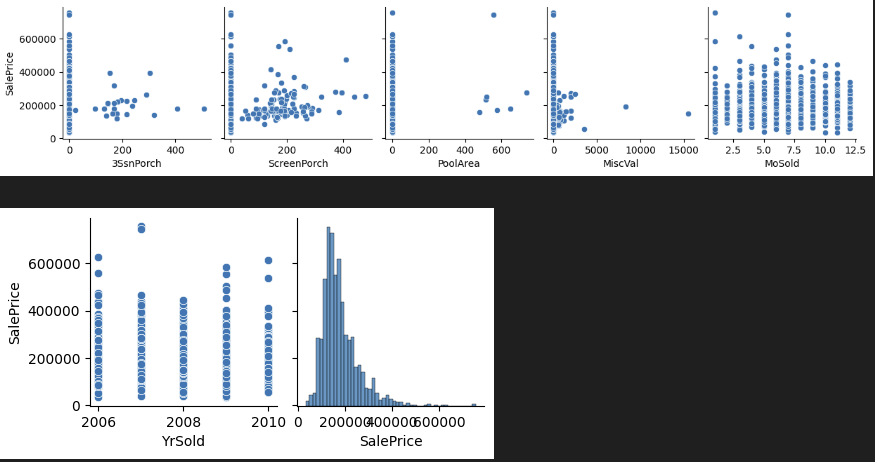 600000
400000
200000
0
SalePrice
0 200 400
3SsnPorch
0 200 400
ScreenPorch
0 200 400 600
PoolArea
0 5000 10000 15000
MiscVal
2.5 5.0 7.5 10.0 12.5
MoSold
600000
400000
200000
0
SalePrice
2006 2008 2010
YrSold
0 200000 400000 600000
SalePrice